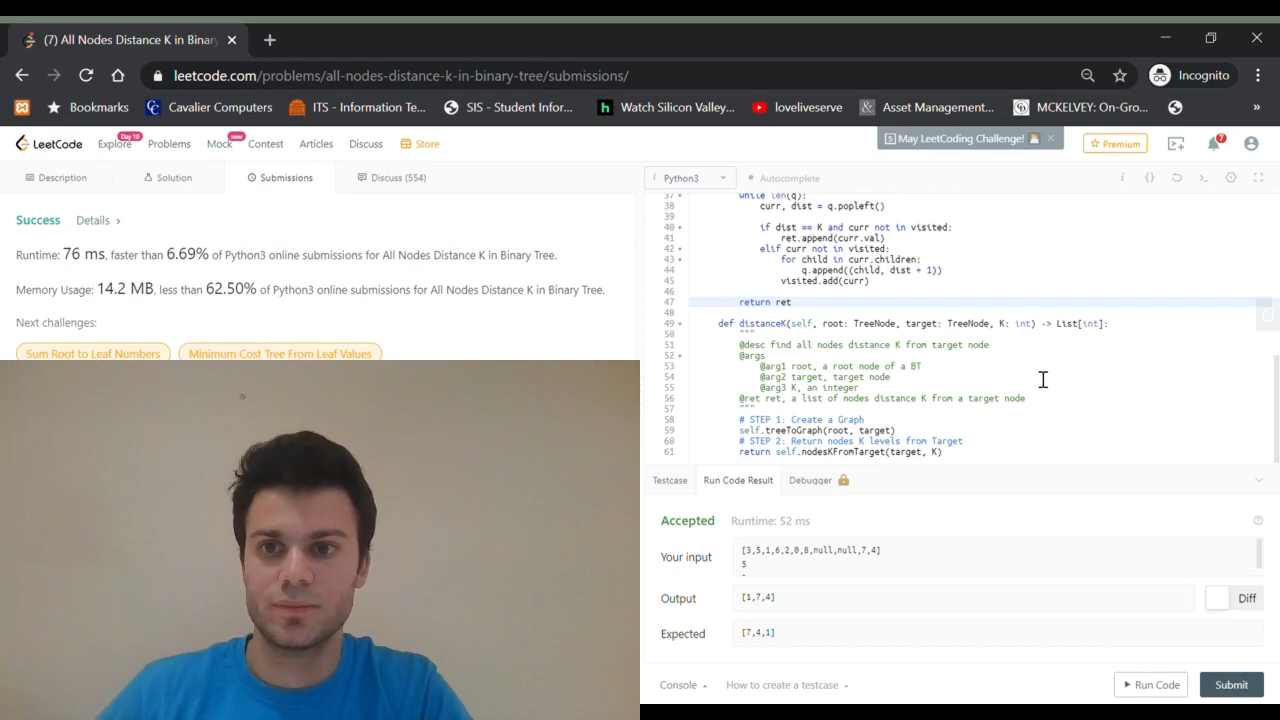 (7) All Nodes Distance K in Binary
leetcode.com/problems/all-nodes-distance-k-in-binary-tree/submissions/
Incognito
Bookmarks
Cavalier Computers
ITS - Information Te...
SIS - Student Infor...
Watch Silicon Valley...
loveliveserve
Asset Management...
MCKELVEY: On-Gro...
LeetCode
Explore
Day 10
Problems
Mock
new
Contest
Articles
Discuss
Store
May LeetCoding Challenge!
Premium
7
Description
Solution
Submissions
Discuss (554)
Python3
Autocomplete
Success
Details
Runtime: 76 ms, faster than 6.69% of Python3 online submissions for All Nodes Distance K in Binary Tree.
Memory Usage: 14.2 MB, less than 62.50% of Python3 online submissions for All Nodes Distance K in Binary Tree.
Next challenges:
Sum Root to Leaf Numbers
Minimum Cost Tree From Leaf Values
37 while len(q):
38 curr, dist = q.popleft()
39
40 if dist == K and curr not in visited:
41 ret.append(curr.val)
42 elif curr not in visited:
43 for child in curr.children:
44 q.append((child, dist + 1))
45 visited.add(curr)
46
47 return ret
48
49 def distanceK(self, root: TreeNode, target: TreeNode, K: int) -> List[int]:
50 """
51 @desc find all nodes distance K from target node
52 @args
53 @arg1 root, a root node of a BT
54 @arg2 target, target node
55 @arg3 K, an integer
56 @ret ret, a list of nodes distance K from a target node
57 """
58 # STEP 1: Create a Graph
59 self.treeToGraph(root, target)
60 # STEP 2: Return nodes K levels from Target
61 return self.nodesKFromTarget(target, K)
Testcase
Run Code Result
Debugger
Accepted
Runtime: 52 ms
Your input
[3,5,1,6,2,0,8,null,null,7,4]
5
Output
[1,7,4]
Diff
Expected
[7,4,1]
Console
How to create a testcase
Run Code
Submit